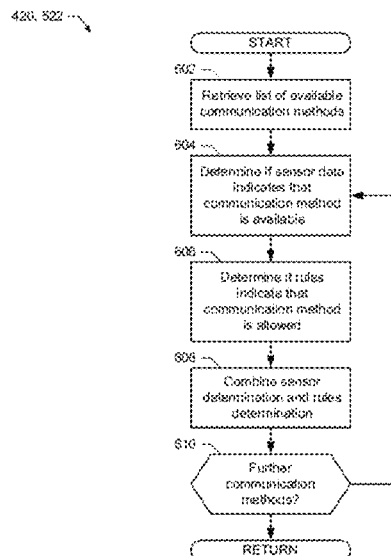 420, 522
START
602
Retrieve list of available
communication methods
604
Determine if sensor data
indicates that
communication method
is available
606
Determine if rules
indicate that
communication method
is allowed
608
Combine sensor
determination and rules
determination
610
Further
communication
methods?
RETURN